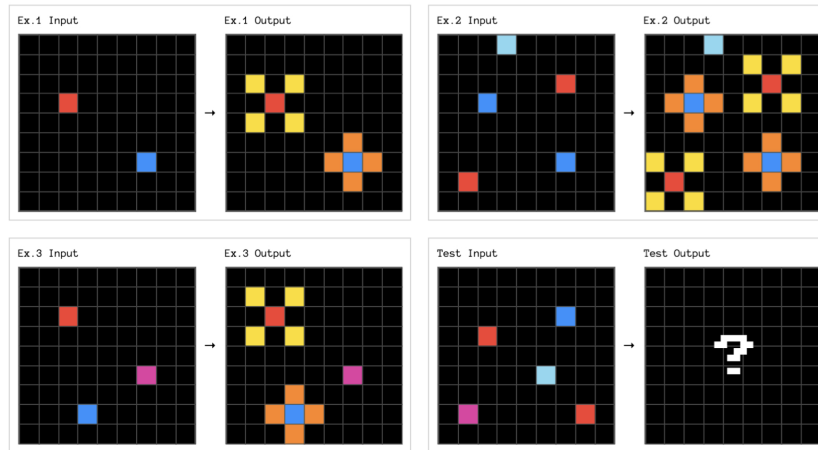 Ex.1 Input
Ex.1 Output
→
Ex.2 Input
Ex.2 Output
→
Ex.3 Input
Ex.3 Output
→
Test Input
Test Output
→
?